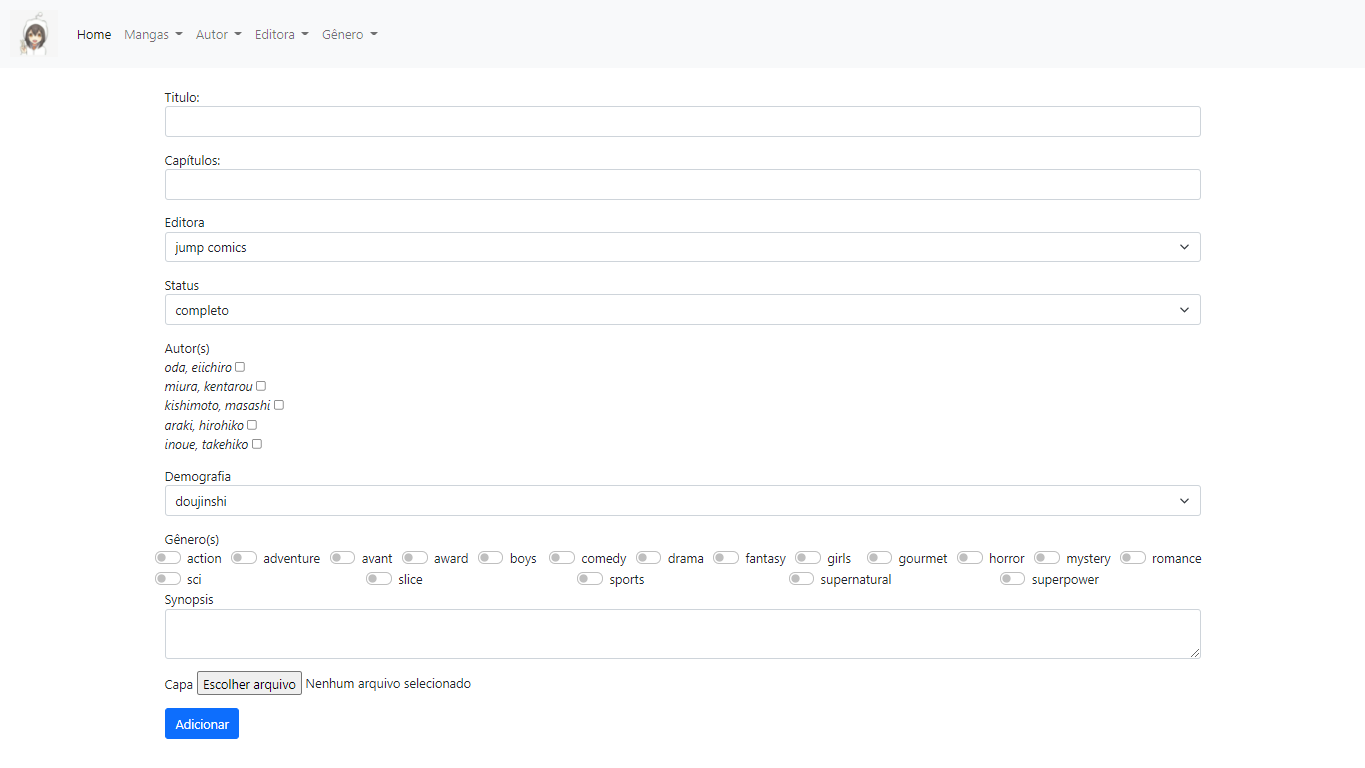 Home Mangas Autor Editora Gênero
Titulo:
Capítulos:
Editora
jump comics
Status
completo
Autor(s)
oda, eiichiro
miura, kentarou
kishimoto, masashi
araki, hirohiko
inoue, takehiko
Demografia
doujinshi
Gênero(s)
action adventure avant award boys comedy drama fantasy girls gourmet horror mystery romance
sci slice sports supernatural superpower
Synopsis
Capa Escolher arquivo Nenhum arquivo selecionado
Adicionar